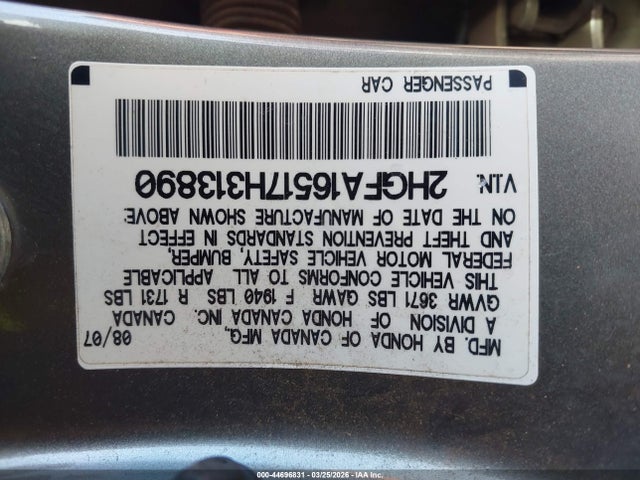 MFD. BY HONDA OF CANADA MFG., 08/07
A DIVISION OF HONDA CANADA INC. CANADA
GVWR 3671 LBS GAWR F 1940 LBS R 1731 LBS
THIS VEHICLE CONFORMS TO ALL APPLICABLE
FEDERAL MOTOR VEHICLE SAFETY, BUMPER,
AND THEFT PREVENTION STANDARDS IN EFFECT
ON THE DATE OF MANUFACTURE SHOWN ABOVE.
V.I.N. 2HGFA16517H313890
PASSENGER CAR
000-44696831 - 03/25/2026 - IAA Inc.